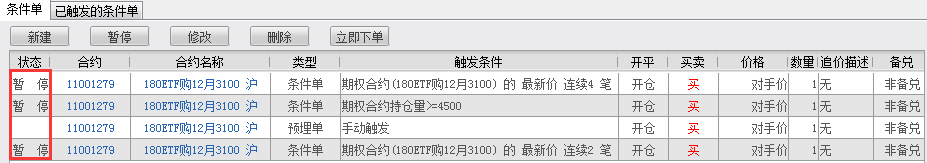 条件单 已触发的条件单
新建 暂停 修改 删除 立即下单
状态 合约 合约名称 类型 触发条件 开平 买卖 价格 数量 追价描述 备兑
暂 停 11001279 180ETF购12月3100 沪 条件单 期权合约(180ETF购12月3100) 的 最新价 连续4 笔 开仓 买 对手价 1 无 非备兑
暂 停 11001279 180ETF购12月3100 沪 条件单 期权合约持仓量>=4500 开仓 买 对手价 1 无 非备兑
11001279 180ETF购12月3100 沪 预埋单 手动触发 开仓 买 对手价 1 无 非备兑
暂 停 11001279 180ETF购12月3100 沪 条件单 期权合约(180ETF购12月3100) 的 最新价 连续2 笔 开仓 买 对手价 1 无 非备兑